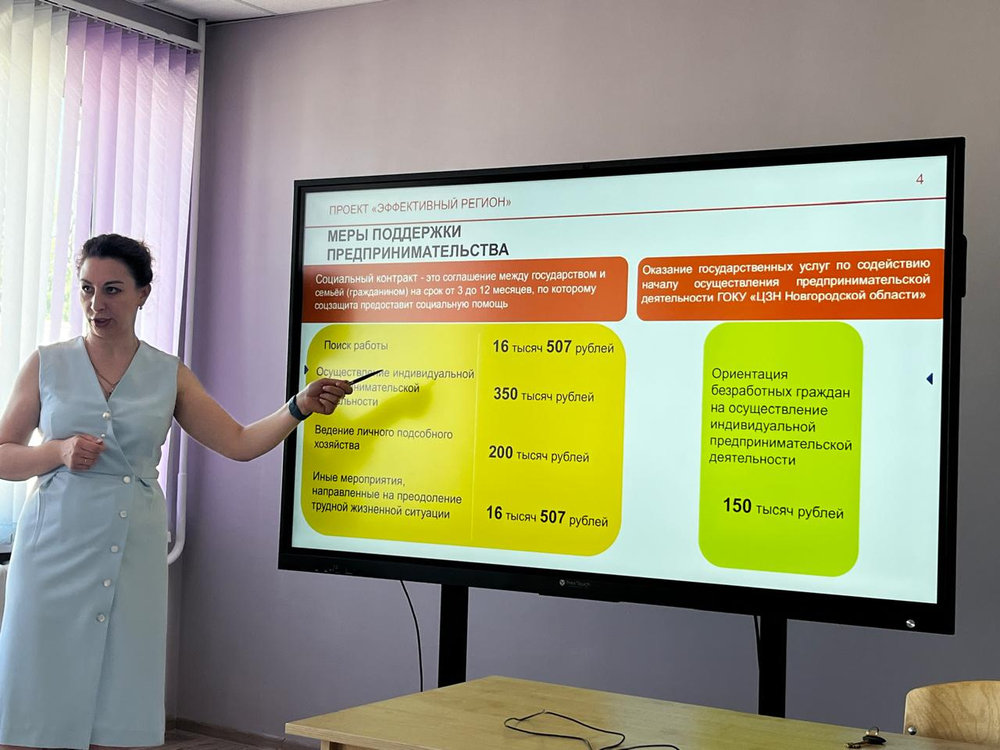 4
ПРОЕКТ «ЭФФЕКТИВНЫЙ РЕГИОН»
МЕРЫ ПОДДЕРЖКИ
ПРЕДПРИНИМАТЕЛЬСТВА
Социальный контракт - это соглашение между государством и
семьёй (гражданином) на срок от 3 до 12 месяцев, по которому
соцзащита предоставит социальную помощь
Поиск работы
16 тысяч 507 рублей
Осуществление индивидуальной
350 тысяч рублей
Ведение личного подсобного
хозяйства
200 тысяч рублей
Иные мероприятия,
направленные на преодоление
трудной жизненной ситуации
16 тысяч 507 рублей
Оказание государственных услуг по содействию
началу осуществления предпринимательской
деятельности ГОКУ «ЦЗН Новгородской области»
Ориентация
безработных граждан
на осуществление
индивидуальной
предпринимательской
деятельности
150 тысяч рублей